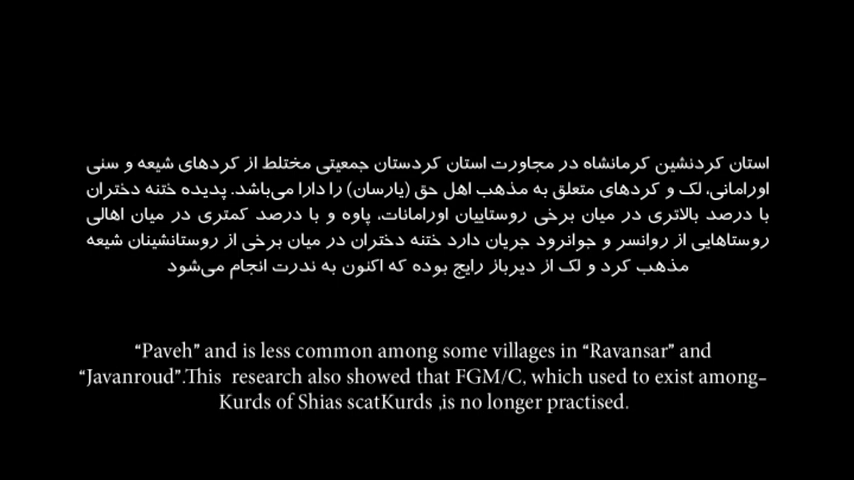 استان کردنشین کرمانشاه در مجاورت استان کردستان جمعیتی مختلط از کردهای شیعه و سنی
اورامانی، لک و کردهای متعلق به مذهب اهل حق (یارسان) را دارا می‌باشد. پدیده ختنه دختران
با درصد بالاتری در میان برخی روستاییان اورامانات، پاوه و با درصد کمتری در میان اهالی
روستاهایی از روانسر و جوانرود جریان دارد ختنه دختران در میان برخی از روستانشینان شیعه
مذهب کرد و لک از دیرباز رایج بوده که اکنون به ندرت انجام می‌شود
“Paveh” and is less common among some villages in “Ravansar” and
“Javanroud”.This  research also showed that FGM/C, which used to exist among-
Kurds of Shias scatKurds ,is no longer practised.